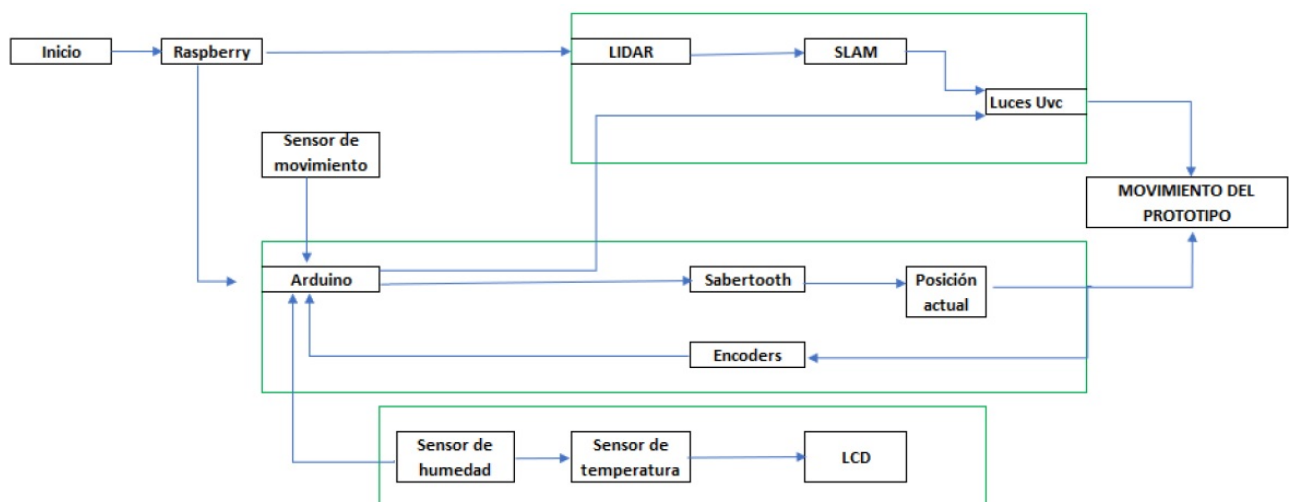 Inicio
Raspberry
LIDAR
SLAM
Luces Uvc
Sensor de
movimiento
MOVIMIENTO DEL
PROTOTIPO
Arduino
Sabertooth
Posición
actual
Encoders
Sensor de
humedad
Sensor de
temperatura
LCD